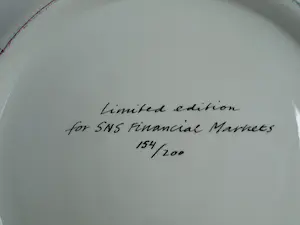 Limited edition
for SNS Financial Markets
154/200